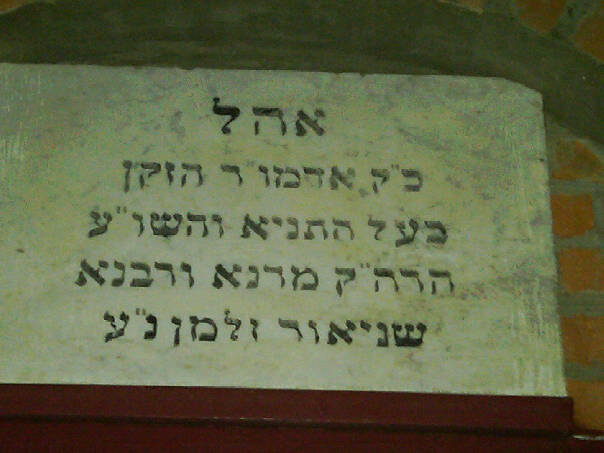 אהל
כ"ק אדמו"ר הזקן
בעל התניא והשו"ע
הרה"ק מרנא ורבנא
שניאור זלמן נ"ע